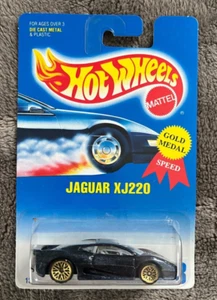 FOR AGES OVER 3
DIE CAST METAL
& PLASTIC
Hot Wheels
MATTEL
GOLD
MEDAL
SPEED
JAGUAR XJ220